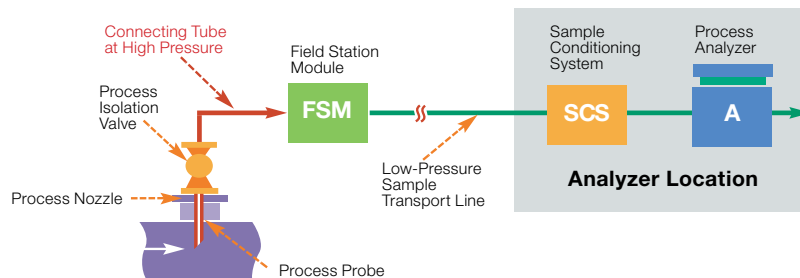 Connecting Tube
at High Pressure
Field Station
Module
Sample
Conditioning
System
Process
Analyzer
Process
Isolation
Valve
FSM
SCS
A
Low-Pressure
Sample
Transport Line
Analyzer Location
Process Nozzle
Process Probe